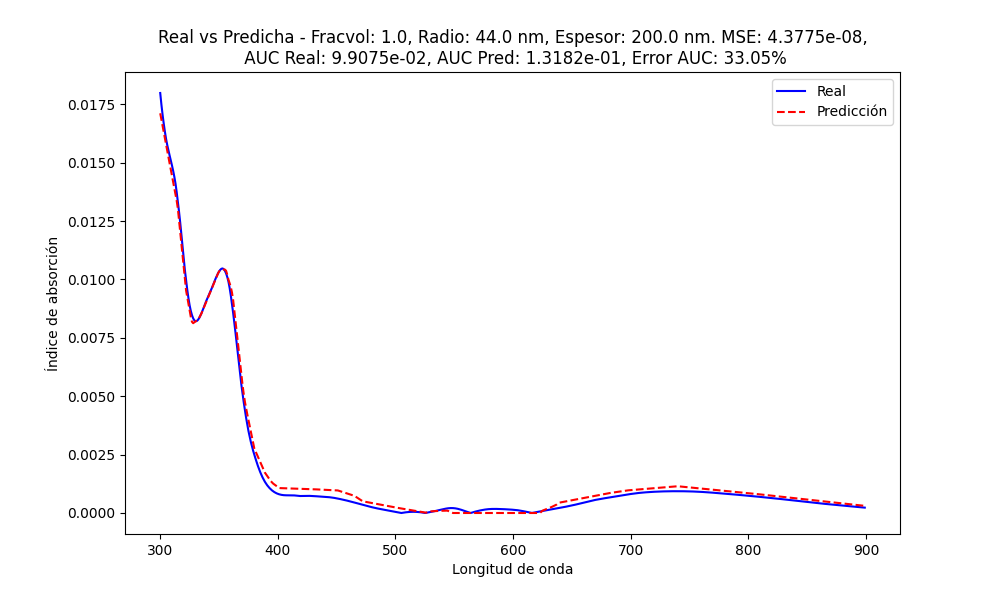 Real vs Predicha - Fracvol: 1.0, Radio: 44.0 nm, Espesor: 200.0 nm. MSE: 4.3775e-08,
AUC Real: 9.9075e-02, AUC Pred: 1.3182e-01, Error AUC: 33.05%
Real
Predicción
0.0175
0.0150
0.0125
0.0100
0.0075
0.0050
0.0025
0.0000
Índice de absorción
300 400 500 600 700 800 900
Longitud de onda